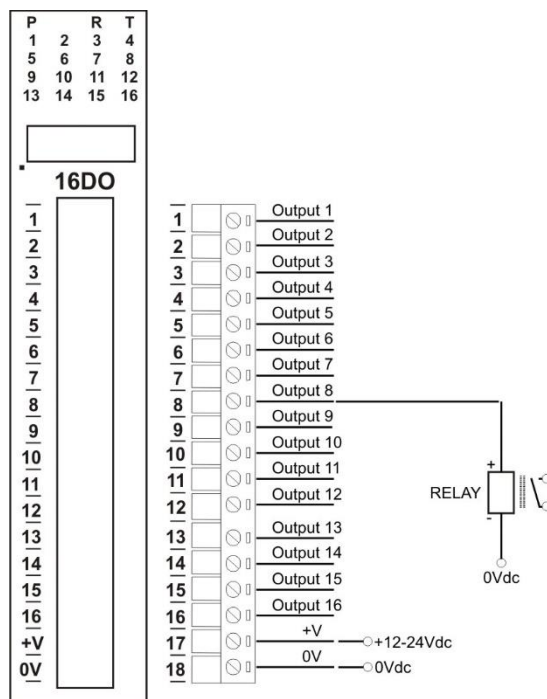 P R T
1 2 3 4
5 6 7 8
9 10 11 12
13 14 15 16
16DO
1
2
3
4
5
6
7
8
9
10
11
12
13
14
15
16
+V
0V
1 Output 1
2 Output 2
3 Output 3
4 Output 4
5 Output 5
6 Output 6
7 Output 7
8 Output 8
9 Output 9
10 Output 10
11 Output 11
12 Output 12
13 Output 13
14 Output 14
15 Output 15
16 Output 16
17 +V +12-24Vdc
18 0V 0Vdc
+
RELAY
-
0Vdc